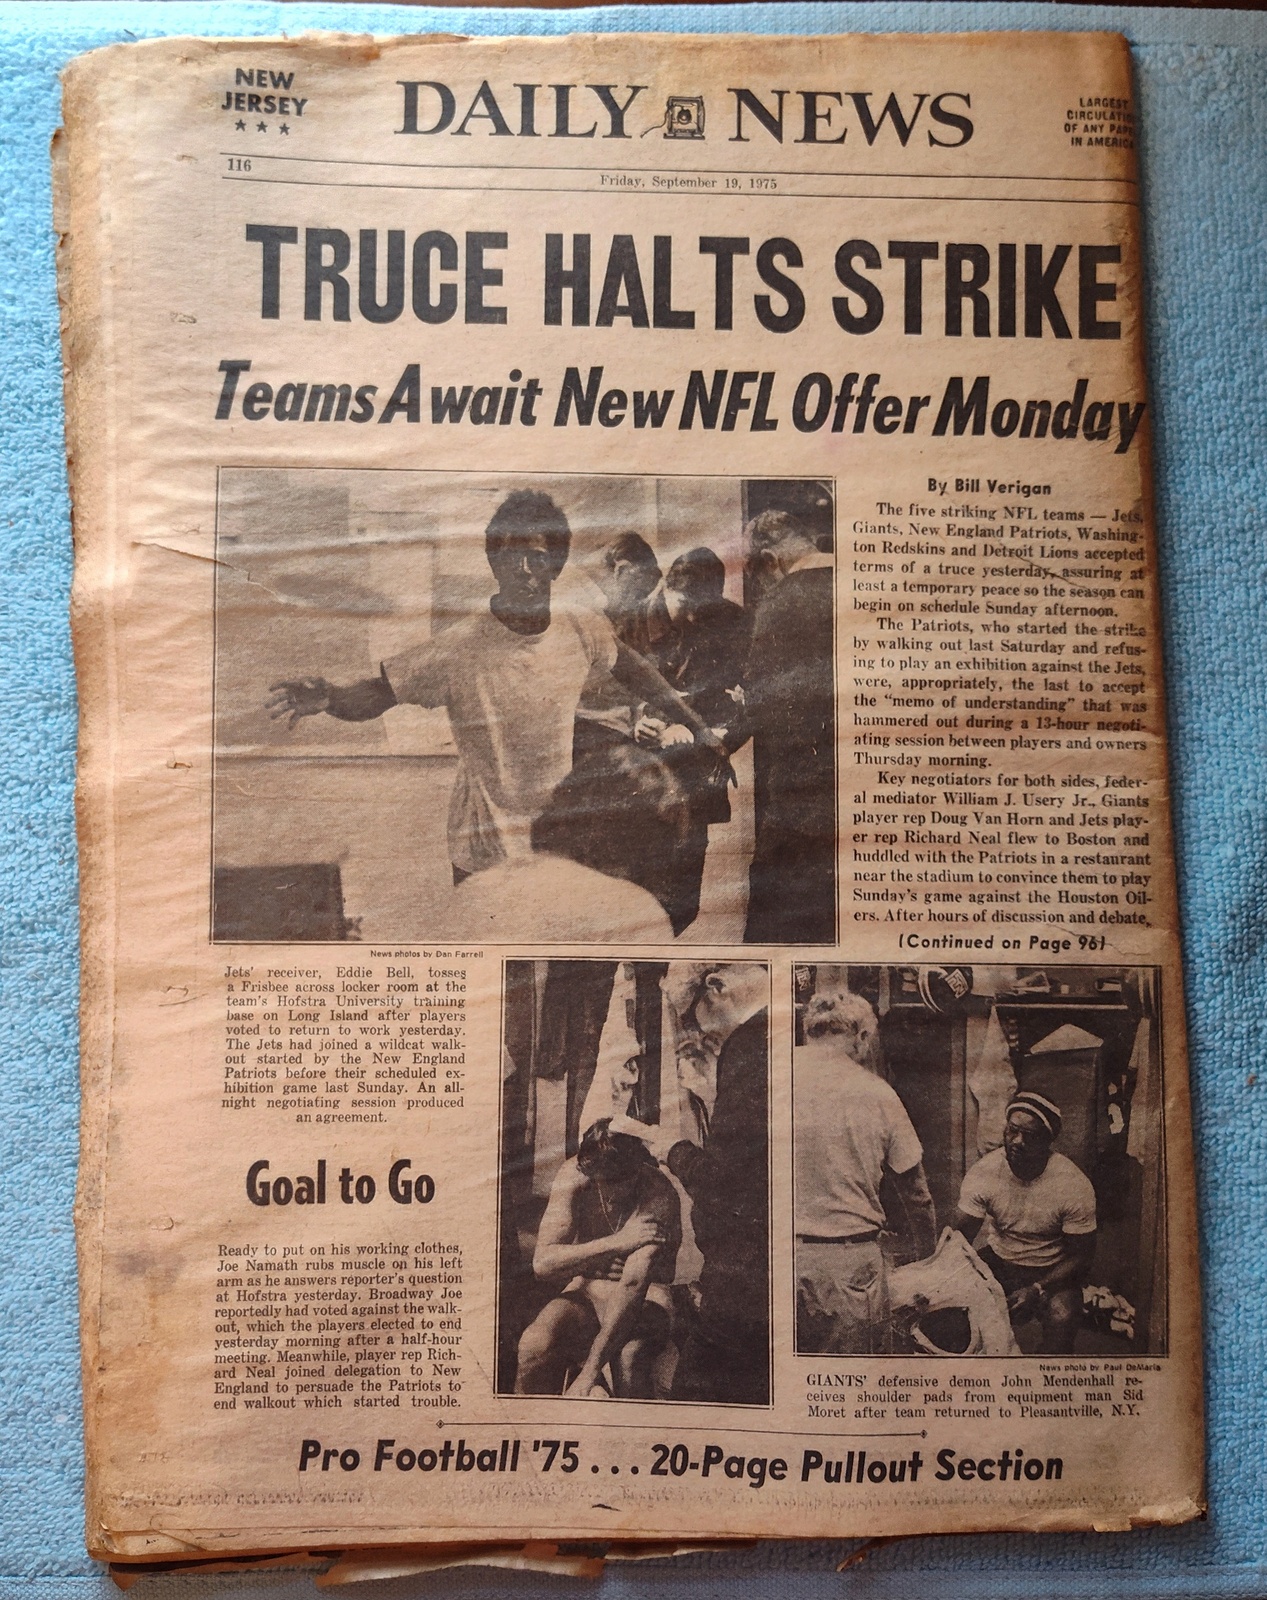 NEW
JERSEY
★ ★ ★
DAILY NEWS
LARGEST
CIRCULATI
OF ANY PAP
IN AMERIC
116
Friday, September 19, 1975
TRUCE HALTS STRIKE
Teams Await New NFL Offer Monday
By Bill Verigan
The five striking NFL teams — Jets,
Giants, New England Patriots, Washing-
ton Redskins and Detroit Lions accepted
terms of a truce yesterday, assuring at
least a temporary peace so the season can
begin on schedule Sunday afternoon.
The Patriots, who started the strike
by walking out last Saturday and refus-
ing to play an exhibition against the Jets,
were, appropriately, the last to accept
the “memo of understanding” that was
hammered out during a 13-hour negoti-
ating session between players and owners
Thursday morning.
Key negotiators for both sides, feder-
al mediator William J. Usery Jr., Giants
player rep Doug Van Horn and Jets play-
er rep Richard Neal flew to Boston and
huddled with the Patriots in a restaurant
near the stadium to convince them to play
Sunday's game against the Houston Oil-
ers. After hours of discussion and debate,
(Continued on Page 96)
News photos by Dan Farrell
Jets' receiver, Eddie Bell, tosses
a Frisbee across locker room at the
team's Hofstra University training
base on Long Island after players
voted to return to work yesterday.
The Jets had joined a wildcat walk-
out started by the New England
Patriots before their scheduled ex-
hibition game last Sunday. An all-
night negotiating session produced
an agreement.
Goal to Go
Ready to put on his working clothes,
Joe Namath rubs muscle on his left
arm as he answers reporter's question
at Hofstra yesterday. Broadway Joe
reportedly had voted against the walk-
out, which the players elected to end
yesterday morning after a half-hour
meeting. Meanwhile, player rep Rich-
ard Neal joined delegation to New
England to persuade the Patriots to
end walkout which started trouble.
News photo by Paul DeMaria
GIANTS' defensive demon John Mendenhall re-
ceives shoulder pads from equipment man Sid
Moret after team returned to Pleasantville, N.Y.
Pro Football '75 . . . 20-Page Pullout Section